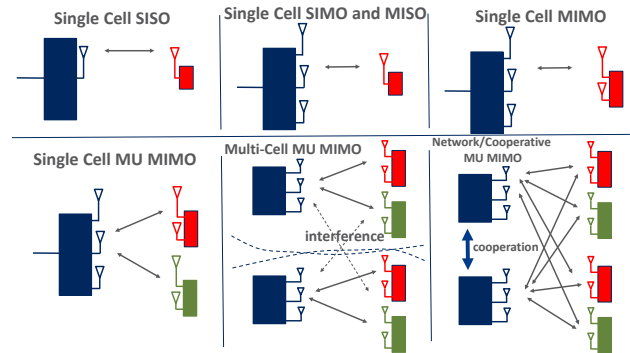 Single Cell SISO
Single Cell SIMO and MISO
Single Cell MIMO
Single Cell MU MIMO
Multi-Cell MU MIMO
interference
Network/Cooperative
MU MIMO
cooperation